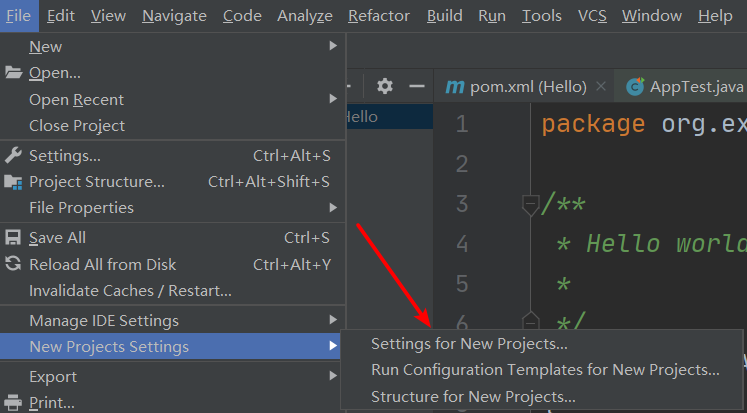 File Edit View Navigate Code Analyze Refactor Build Run Tools VCS Window Help
New
Open...
Open Recent
Close Project
Settings... Ctrl+Alt+S
Project Structure... Ctrl+Alt+Shift+S
File Properties
Save All Ctrl+S
Reload All from Disk Ctrl+Alt+Y
Invalidate Caches / Restart...
Manage IDE Settings
New Projects Settings
Export
Print...
Settings for New Projects...
Run Configuration Templates for New Projects...
Structure for New Projects...
Hello
pom.xml (Hello) AppTest.java
1 package org.ex
2
3 /**
4 * Hello world
5 *
6 */